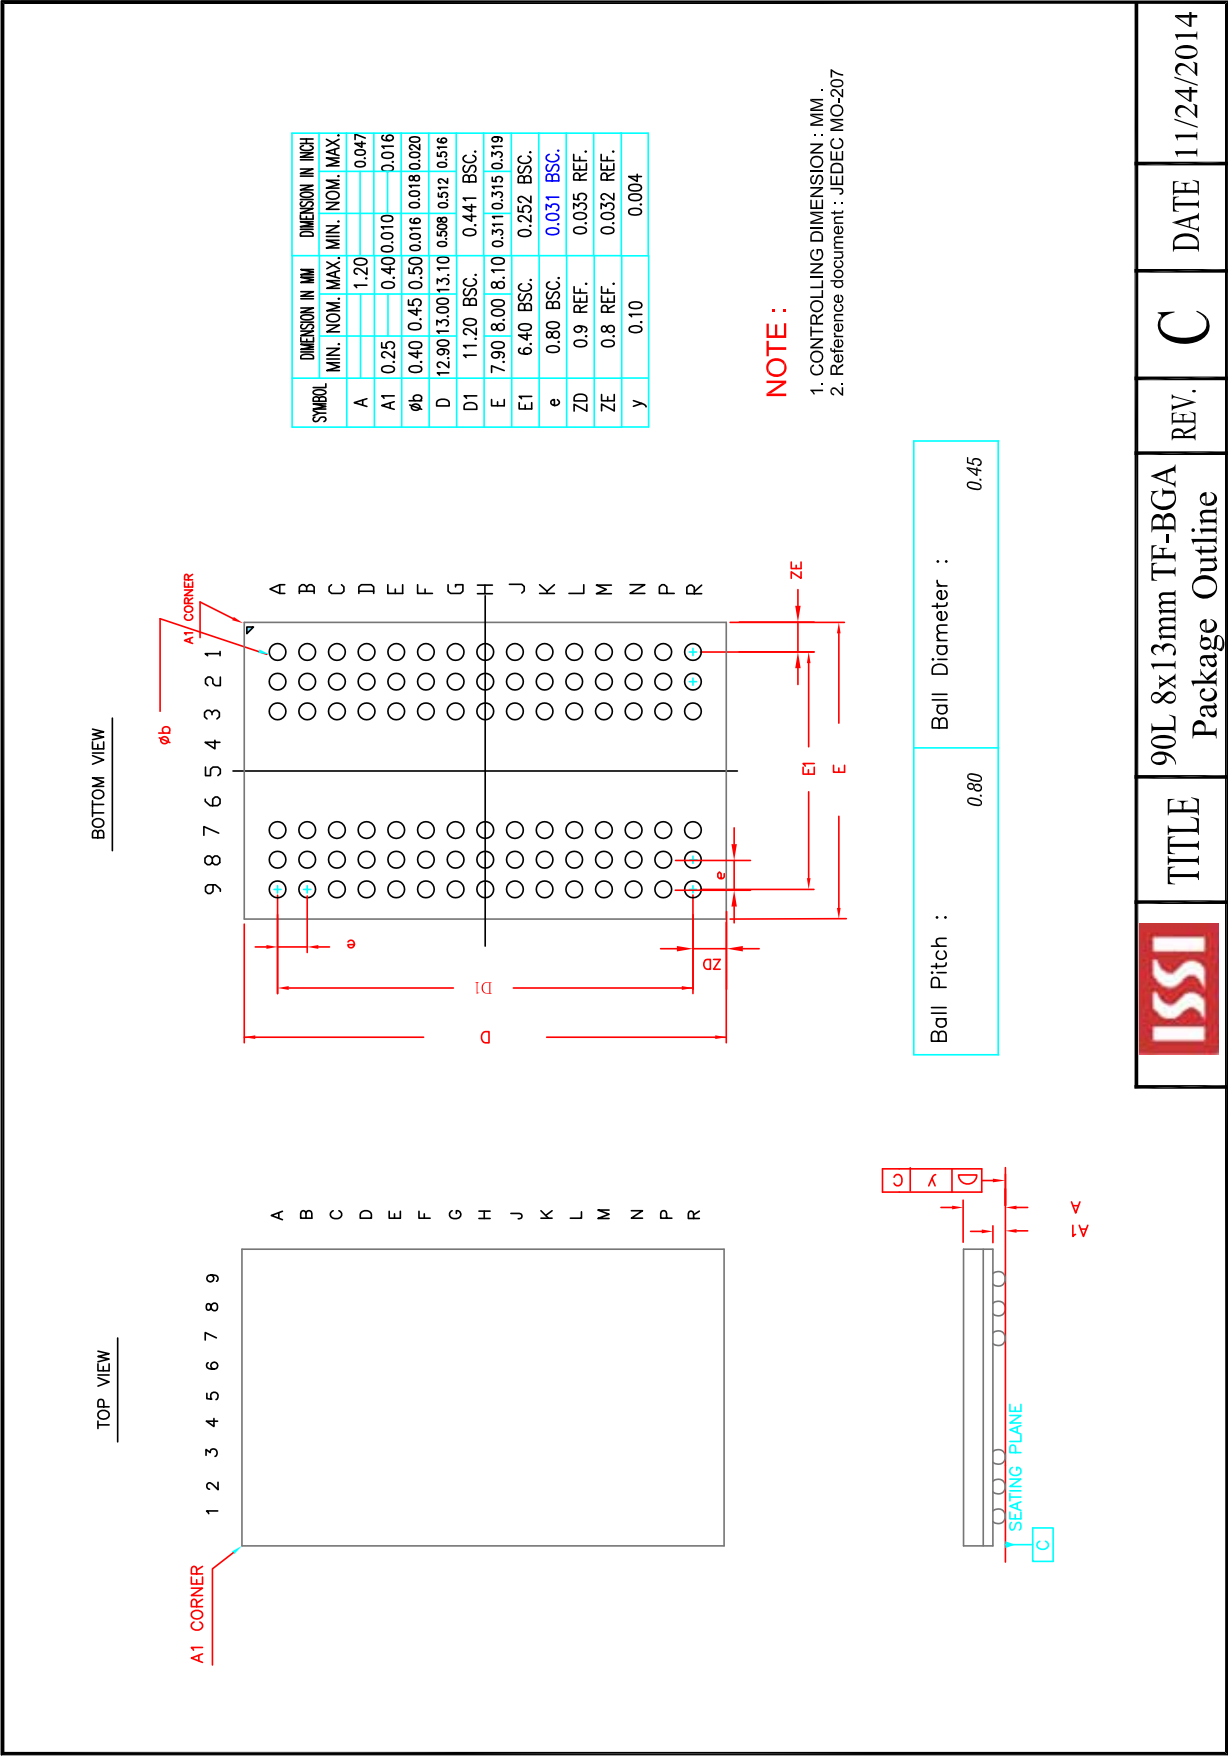 TOP VIEW
A1 CORNER
1 2 3 4 5 6 7 8 9
A
B
C
D
E
F
G
H
J
K
L
M
N
P
R
SEATING PLANE
C
A1
A
D y C
BOTTOM VIEW
A1 CORNER
øb
9 8 7 6 5 4 3 2 1
A
B
C
D
E
F
G
H
J
K
L
M
N
P
R
e
D1
D
ZD
e
E1
E
ZE
Ball Pitch : 0.80
Ball Diameter : 0.45
SYMBOL DIMENSION IN MM DIMENSION IN INCH
MIN. NOM. MAX. MIN. NOM. MAX.
A 1.20 0.047
A1 0.25 0.40 0.010 0.016
øb 0.40 0.45 0.50 0.016 0.018 0.020
D 12.90 13.00 13.10 0.508 0.512 0.516
D1 11.20 BSC. 0.441 BSC.
E 7.90 8.00 8.10 0.311 0.315 0.319
E1 6.40 BSC. 0.252 BSC.
e 0.80 BSC. 0.031 BSC.
ZD 0.9 REF. 0.035 REF.
ZE 0.8 REF. 0.032 REF.
y 0.10 0.004
NOTE :
1. CONTROLLING DIMENSION : MM .
2. Reference document : JEDEC MO-207
ISSI
TITLE
90L 8x13mm TF-BGA
Package Outline
REV.
C
DATE
11/24/2014